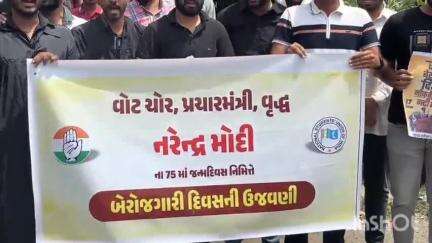 વોટ ચોર, પ્રચારમંત્રી, વૃદ્ધ
નરેન્દ્ર મોદી
ના 75 માં જન્મદિવસ નિમિત્તે
બેરોજગારી દિવસની ઉજવણી